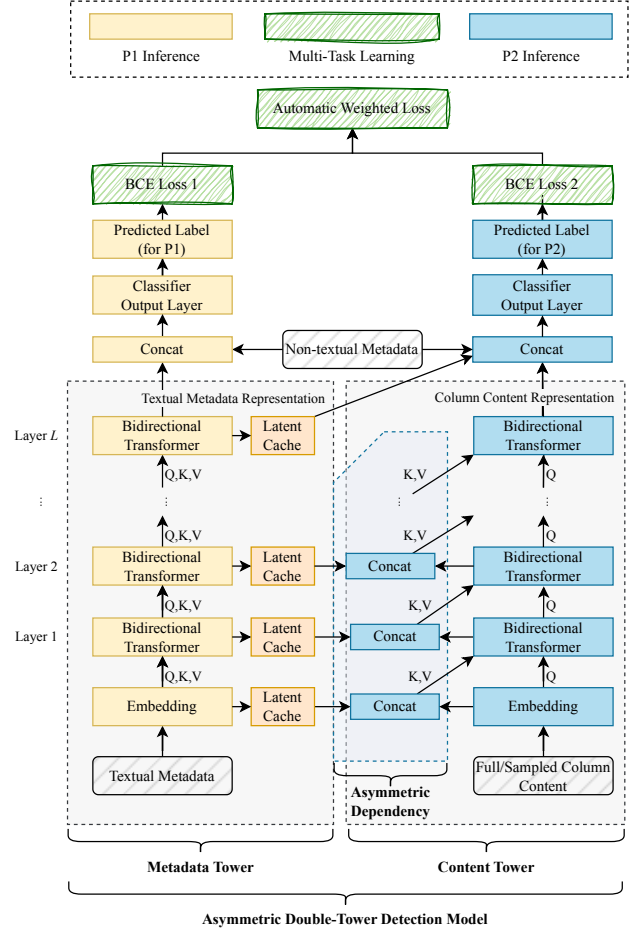 P1 Inference
Multi-Task Learning
P2 Inference
Automatic Weighted Loss
BCE Loss 1
BCE Loss 2
Predicted Label
(for P1)
Predicted Label
(for P2)
Classifier
Output Layer
Classifier
Output Layer
Concat
Non-textual Metadata
Concat
Textual Metadata Representation
Column Content Representation
Layer L
Bidirectional
Transformer
Latent
Cache
Bidirectional
Transformer
Q,K,V
K,V
Q
...
...
...
...
Layer 2
Bidirectional
Transformer
Latent
Cache
K,V
Concat
Bidirectional
Transformer
Q,K,V
K,V
Q
Layer 1
Bidirectional
Transformer
Latent
Cache
Concat
Bidirectional
Transformer
Q,K,V
K,V
Q
Embedding
Latent
Cache
Concat
Embedding
Textual Metadata
Full/Sampled Column
Content
Asymmetric
Dependency
Metadata Tower
Content Tower
Asymmetric Double-Tower Detection Model